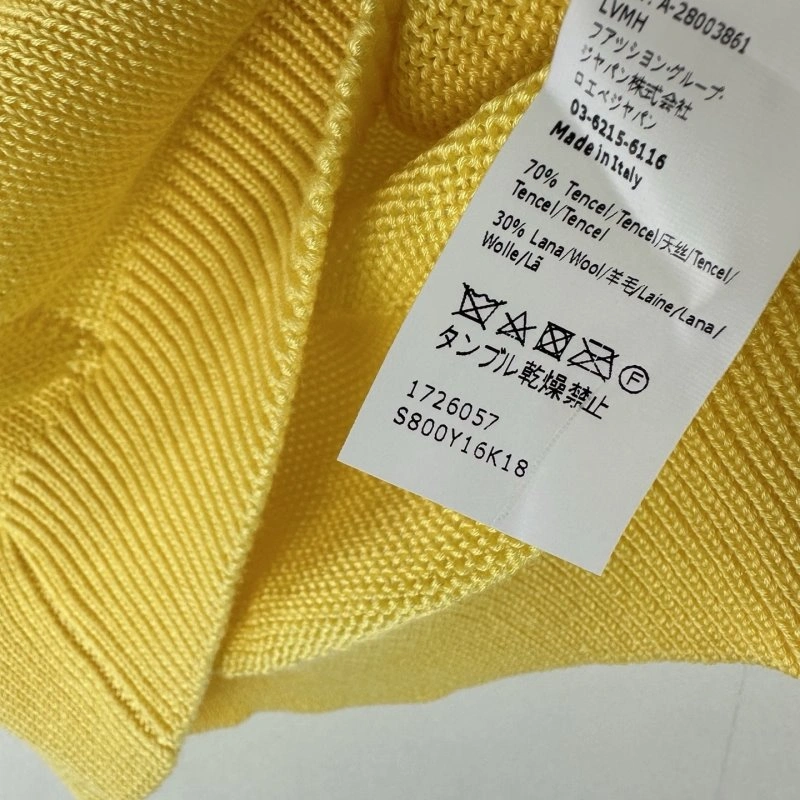 A-28003861
LVMH
ファッション・グループ・
ジャパン株式会社
ロエベジャパン
03-6215-6116
Made in Italy
70% Tencel/Tencel/天丝/Tencel/
Tencel/Tencel
30% Lana/Wool/羊毛/Laine/Lana/
Wolle/Lã
F
タンブル乾燥禁止
1726057
S800Y16K18